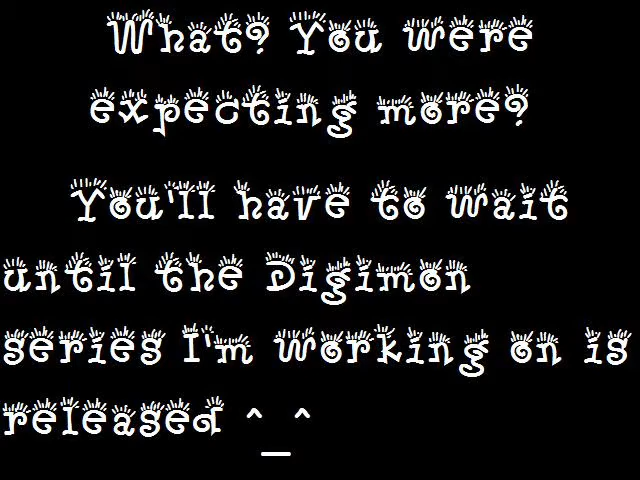 What? You were
expecting more?
You'll have to wait
until the Digimon
series I'm working on is
released ^_^